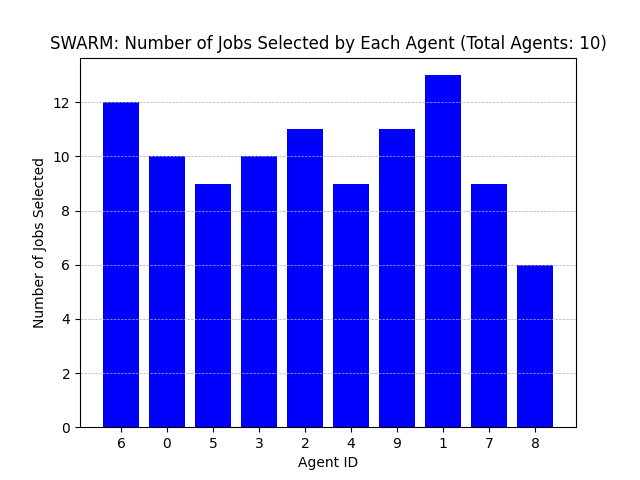 SWARM: Number of Jobs Selected by Each Agent (Total Agents: 10)
12
10
8
6
4
2
0
Number of Jobs Selected
6 0 5 3 2 4 9 1 7 8
Agent ID